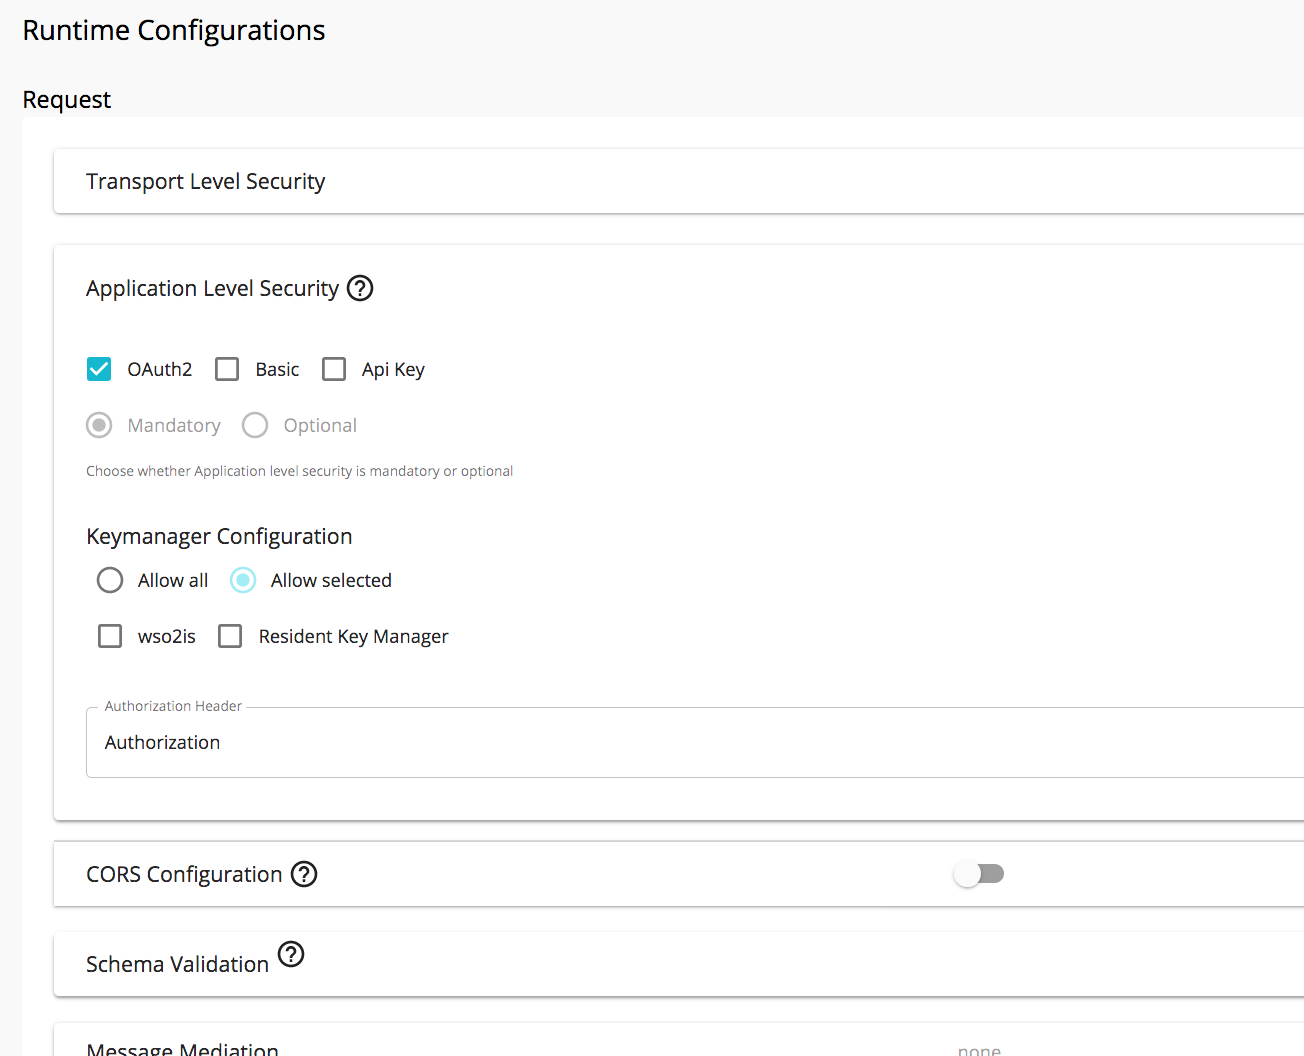 Runtime Configurations
Request
Transport Level Security
Application Level Security
OAuth2 Basic Api Key
Mandatory Optional
Choose whether Application level security is mandatory or optional
Keymanager Configuration
Allow all Allow selected
wso2is Resident Key Manager
Authorization Header
Authorization
CORS Configuration
Schema Validation
Message Mediation none